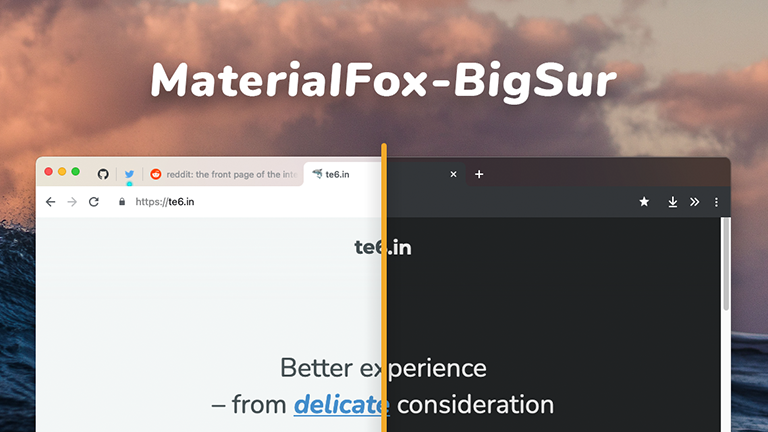 MaterialFox-BigSur
reddit: the front page of the inte
te6.in
https://te6.in
te6.in
Better experience
– from delicate consideration